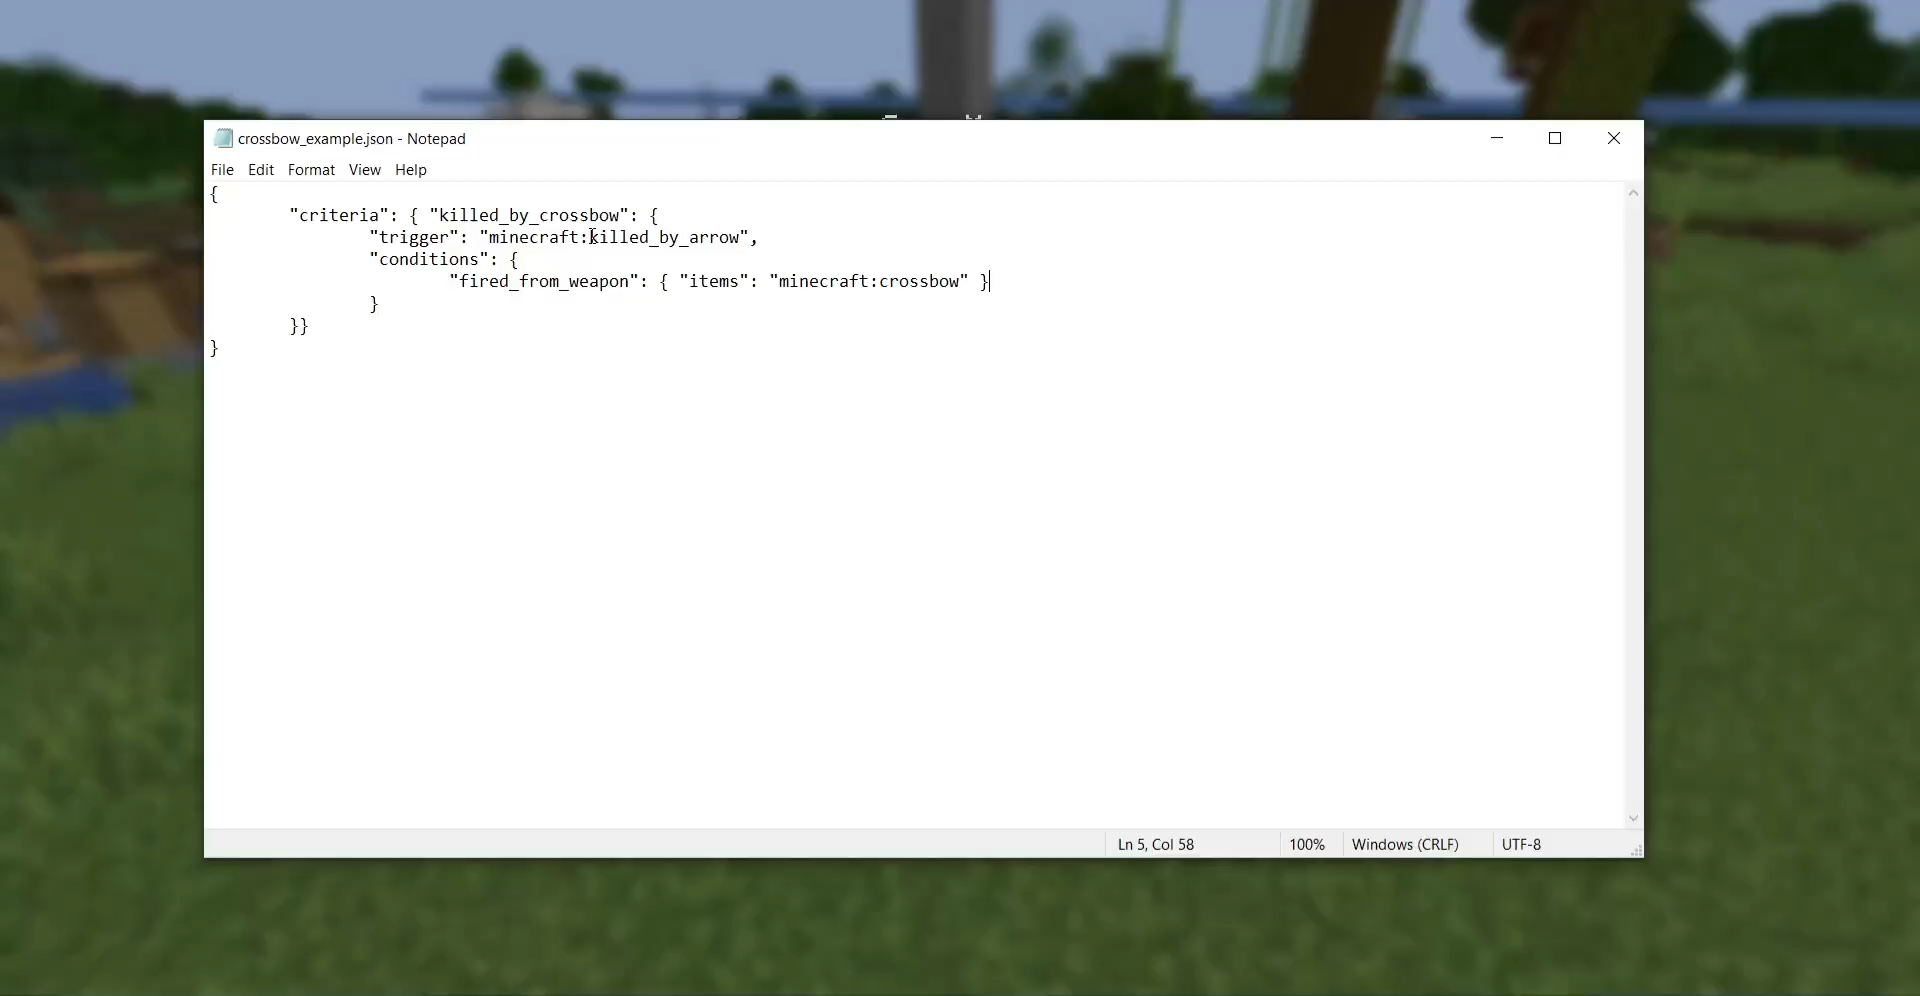 crossbow_example.json - Notepad
File Edit Format View Help
{
"criteria": { "killed_by_crossbow": {
"trigger": "minecraft:killed_by_arrow",
"conditions": {
"fired_from_weapon": { "items": "minecraft:crossbow" }
}
}}
}
Ln 5, Col 58 100% Windows (CRLF) UTF-8